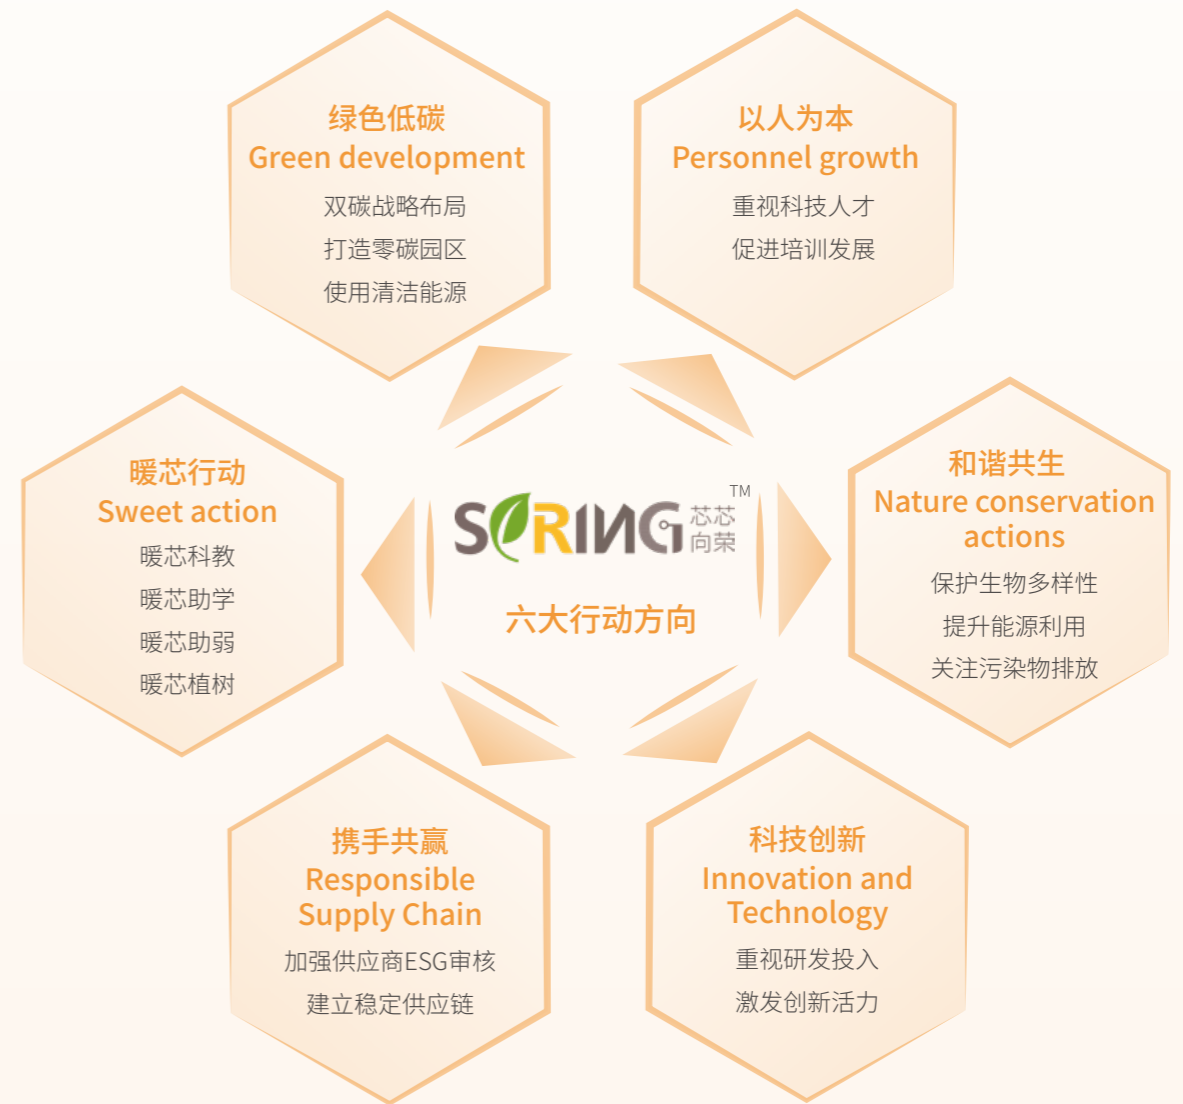 绿色低碳
Green development
双碳战略布局
打造零碳园区
使用清洁能源
以人为本
Personnel growth
重视科技人才
促进培训发展
暖芯行动
Sweet action
暖芯科教
暖芯助学
暖芯助弱
暖芯植树
SPRING 芯芯向荣 TM
六大行动方向
和谐共生
Nature conservation
actions
保护生物多样性
提升能源利用
关注污染物排放
携手共赢
Responsible
Supply Chain
加强供应商ESG审核
建立稳定供应链
科技创新
Innovation and
Technology
重视研发投入
激发创新活力